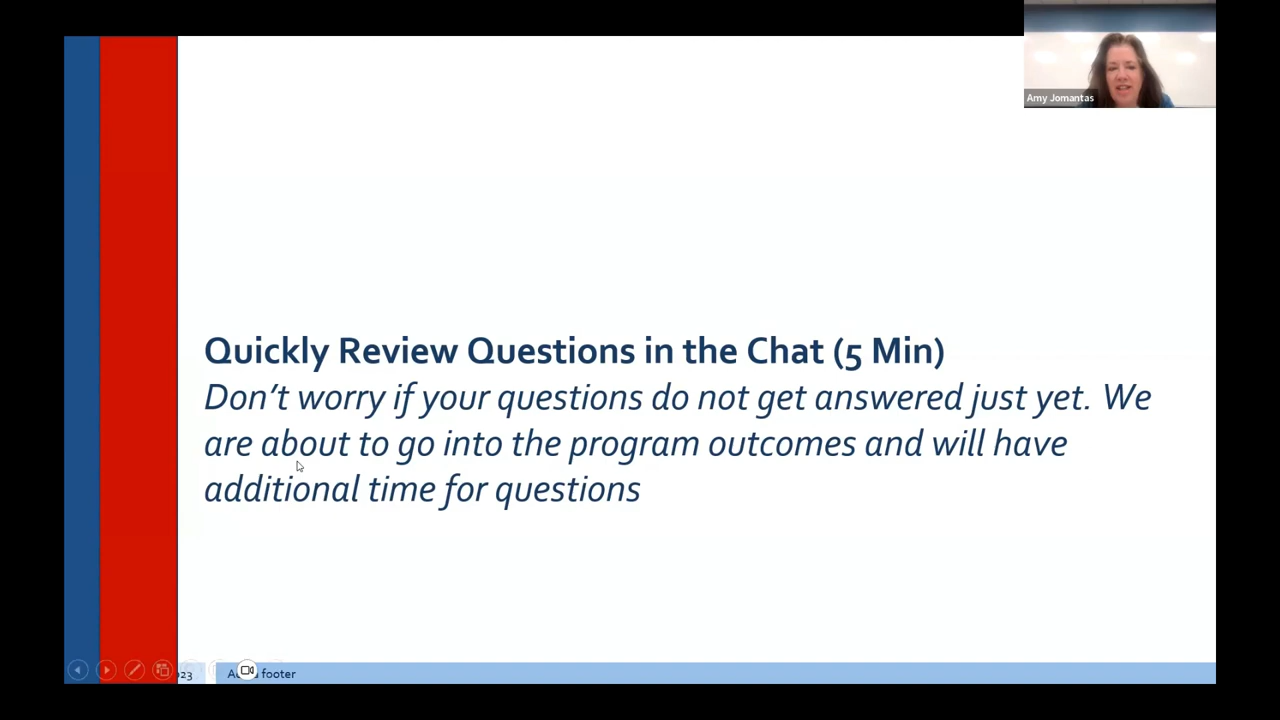 Amy Jomantas
Quickly Review Questions in the Chat (5 Min)
Don’t worry if your questions do not get answered just yet. We
are about to go into the program outcomes and will have
additional time for questions
footer